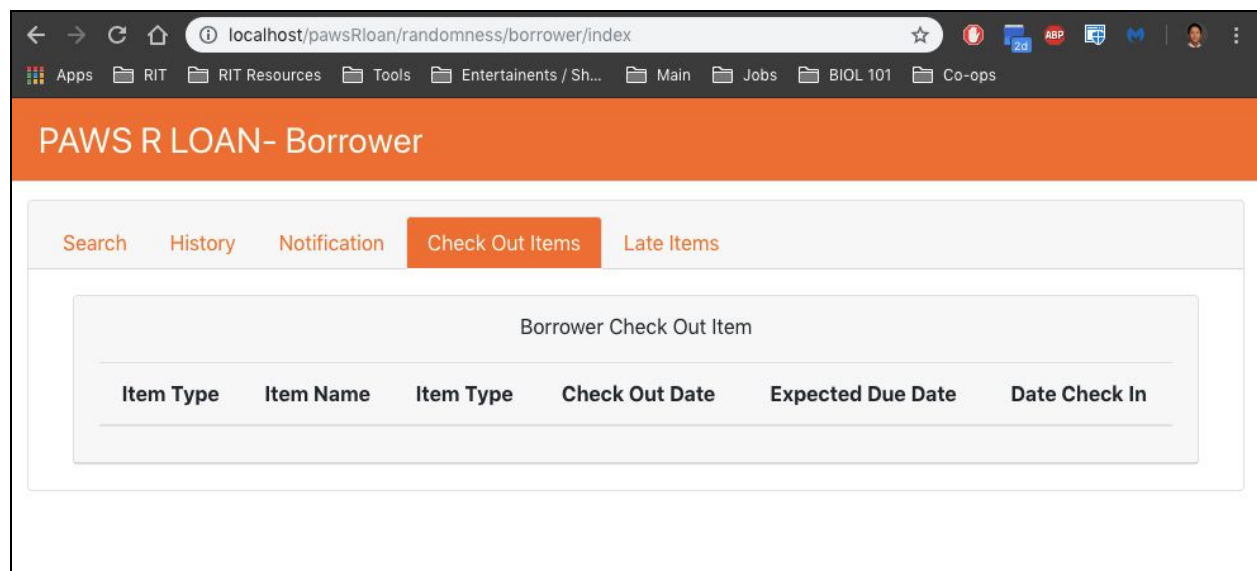 localhost/pawsRloan/randomness/borrower/index
2d
ABP
Apps RIT RIT Resources Tools Entertainents / Sh... Main Jobs BIOL 101 Co-ops
PAWS R LOAN- Borrower
Search History Notification Check Out Items Late Items
Borrower Check Out Item
Item Type Item Name Item Type Check Out Date Expected Due Date Date Check In